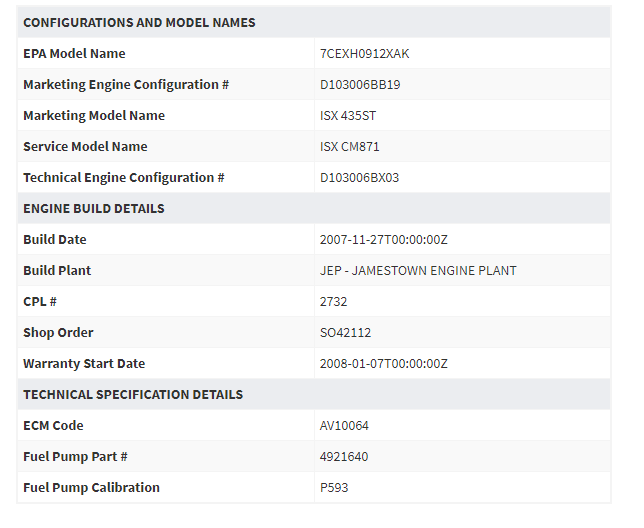 CONFIGURATIONS AND MODEL NAMES
EPA Model Name 7CEXH0912XAK
Marketing Engine Configuration # D103006BB19
Marketing Model Name ISX 435ST
Service Model Name ISX CM871
Technical Engine Configuration # D103006BX03
ENGINE BUILD DETAILS
Build Date 2007-11-27T00:00:00Z
Build Plant JEP - JAMESTOWN ENGINE PLANT
CPL # 2732
Shop Order SO42112
Warranty Start Date 2008-01-07T00:00:00Z
TECHNICAL SPECIFICATION DETAILS
ECM Code AV10064
Fuel Pump Part # 4921640
Fuel Pump Calibration P593